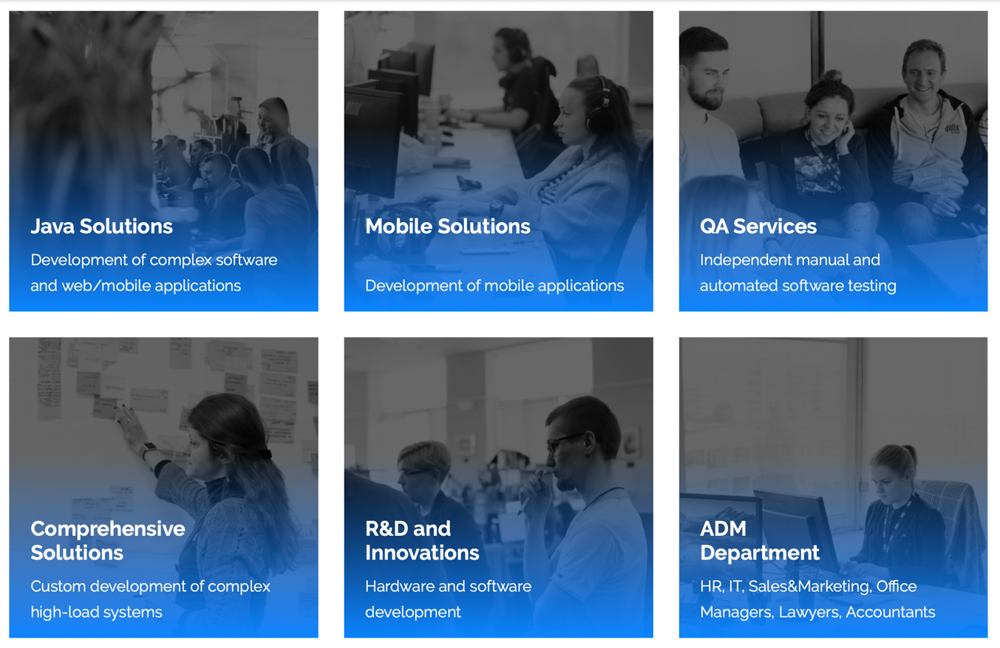 Java Solutions
Development of complex software
and web/mobile applications
Mobile Solutions
Development of mobile applications
QA Services
Independent manual and
automated software testing
Comprehensive
Solutions
Custom development of complex
high-load systems
R&D and
Innovations
Hardware and software
development
ADM
Department
HR, IT, Sales&Marketing, Office
Managers, Lawyers, Accountants